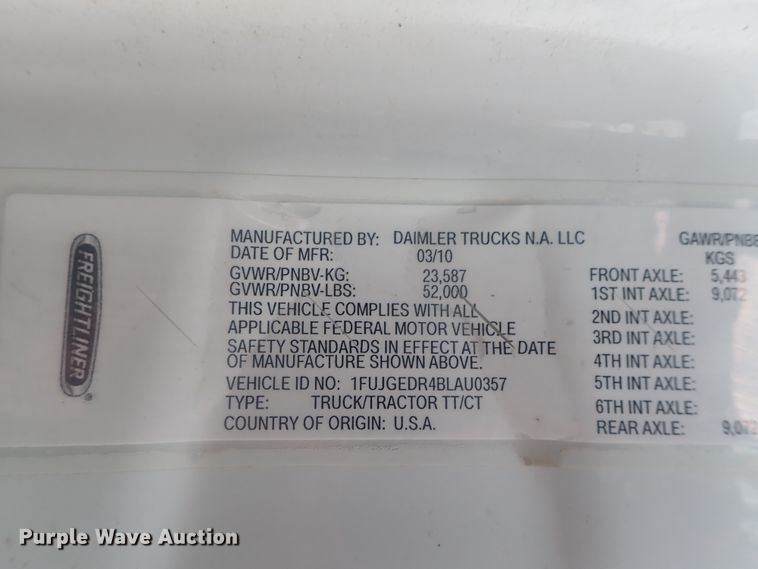 FREIGHTLINER®
MANUFACTURED BY: DAIMLER TRUCKS N.A. LLC
DATE OF MFR: 03/10
GVWR/PNBV-KG: 23,587
GVWR/PNBV-LBS: 52,000
THIS VEHICLE COMPLIES WITH ALL
APPLICABLE FEDERAL MOTOR VEHICLE
SAFETY STANDARDS IN EFFECT AT THE DATE
OF MANUFACTURE SHOWN ABOVE.
VEHICLE ID NO: 1FUJGEDR4BLAU0357
TYPE: TRUCK/TRACTOR TT/CT
COUNTRY OF ORIGIN: U.S.A.
GAWR/PNBE
KGS
FRONT AXLE: 5,443
1ST INT AXLE: 9,072
2ND INT AXLE:
3RD INT AXLE:
4TH INT AXLE:
5TH INT AXLE:
6TH INT AXLE:
REAR AXLE: 9,072
Purple Wave Auction